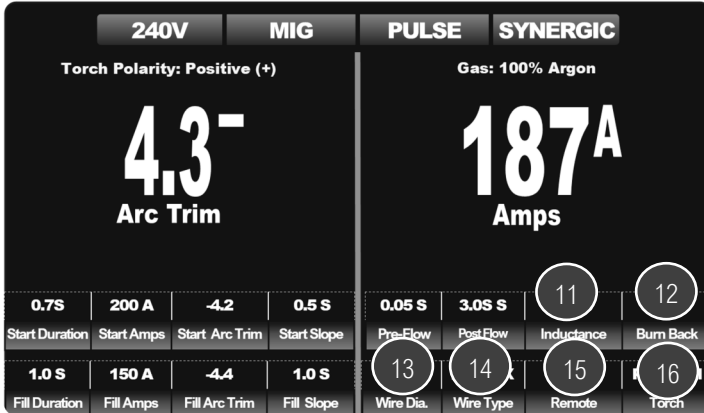 240V MIG PULSE SYNERGIC
Torch Polarity: Positive (+)
Gas: 100% Argon
4.3-
Arc Trim
187A
Amps
11
12
0.7S 200 A -4.2 0.5 S
0.05 S 3.0S S
Start Duration Start Amps Start Arc Trim Start Slope
Pre-Flow Post Flow Inductance Burn Back
13 14 15 16
1.0 S 150 A -4.4 1.0 S
Fill Duration Fill Amps Fill Arc Trim Fill Slope
Wire Dia. Wire Type Remote Torch